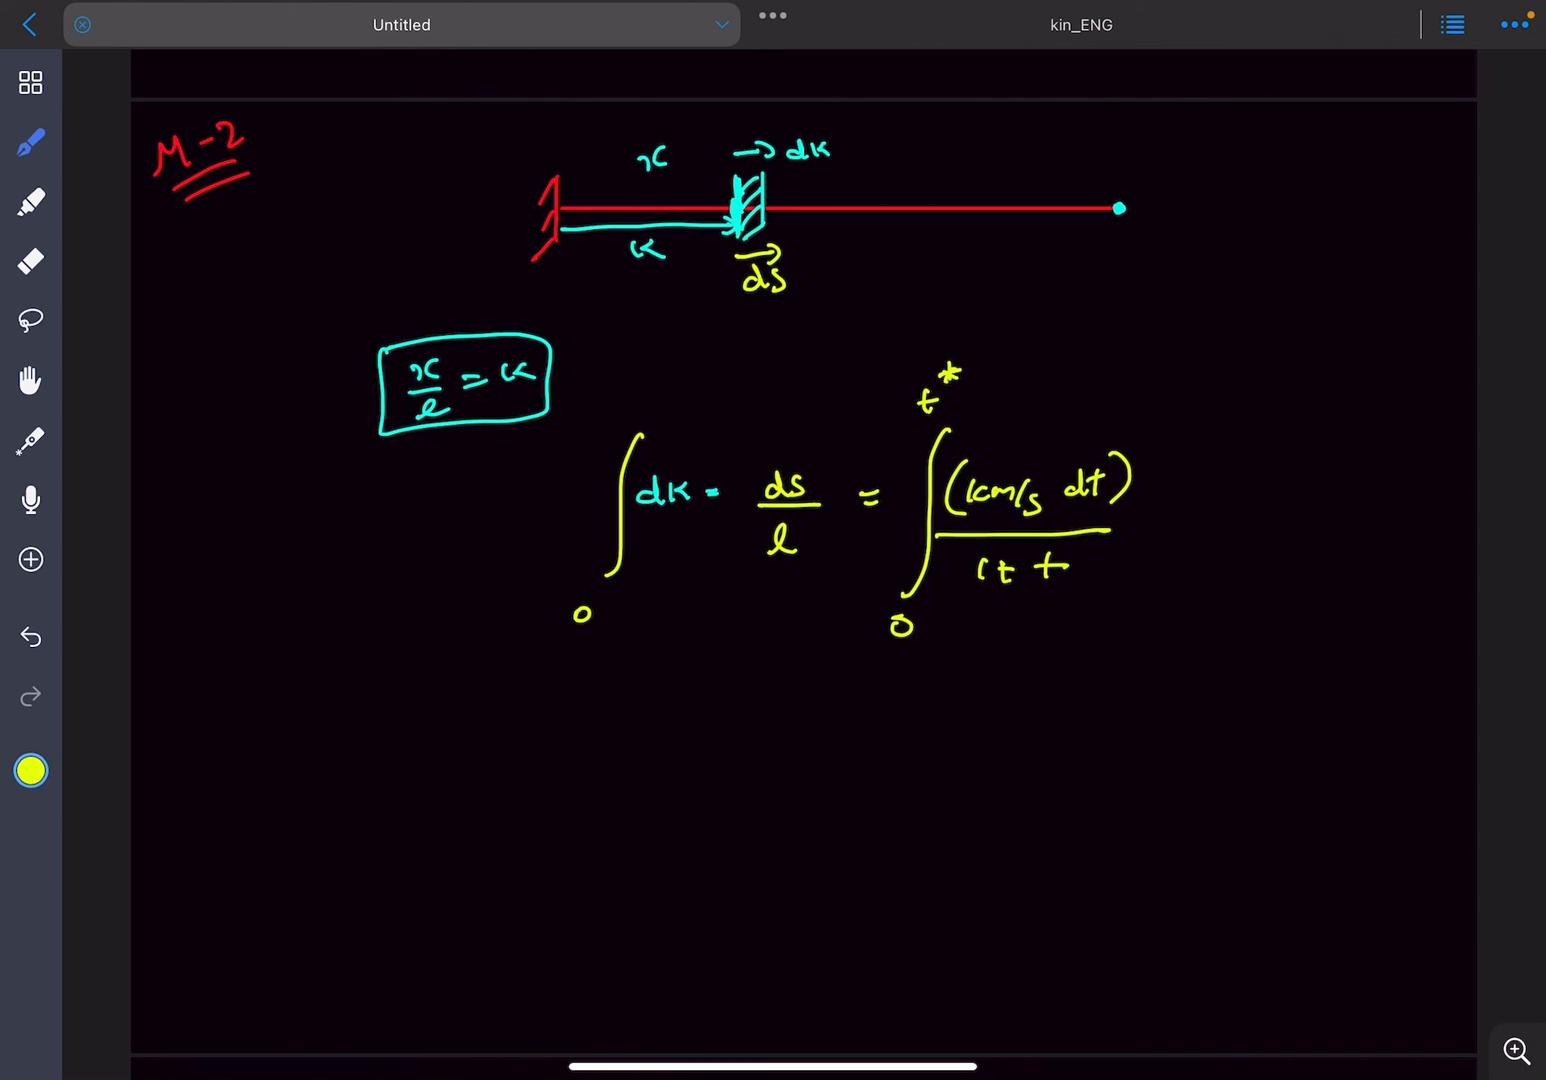 Untitled
kin_ENG
M-2
x
→ dk
k
ds
x/l = k
t*
∫ dk = ds/l = ∫ (1cm/s dt)/(1 + t
0
0